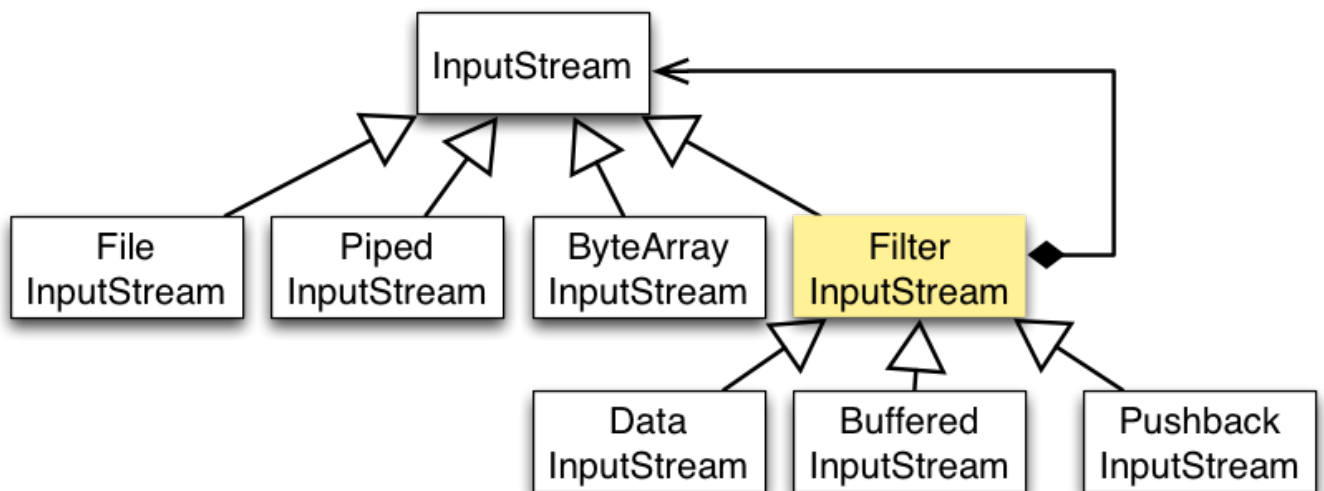 InputStream
File
InputStream
Piped
InputStream
ByteArray
InputStream
Filter
InputStream
Data
InputStream
Buffered
InputStream
Pushback
InputStream